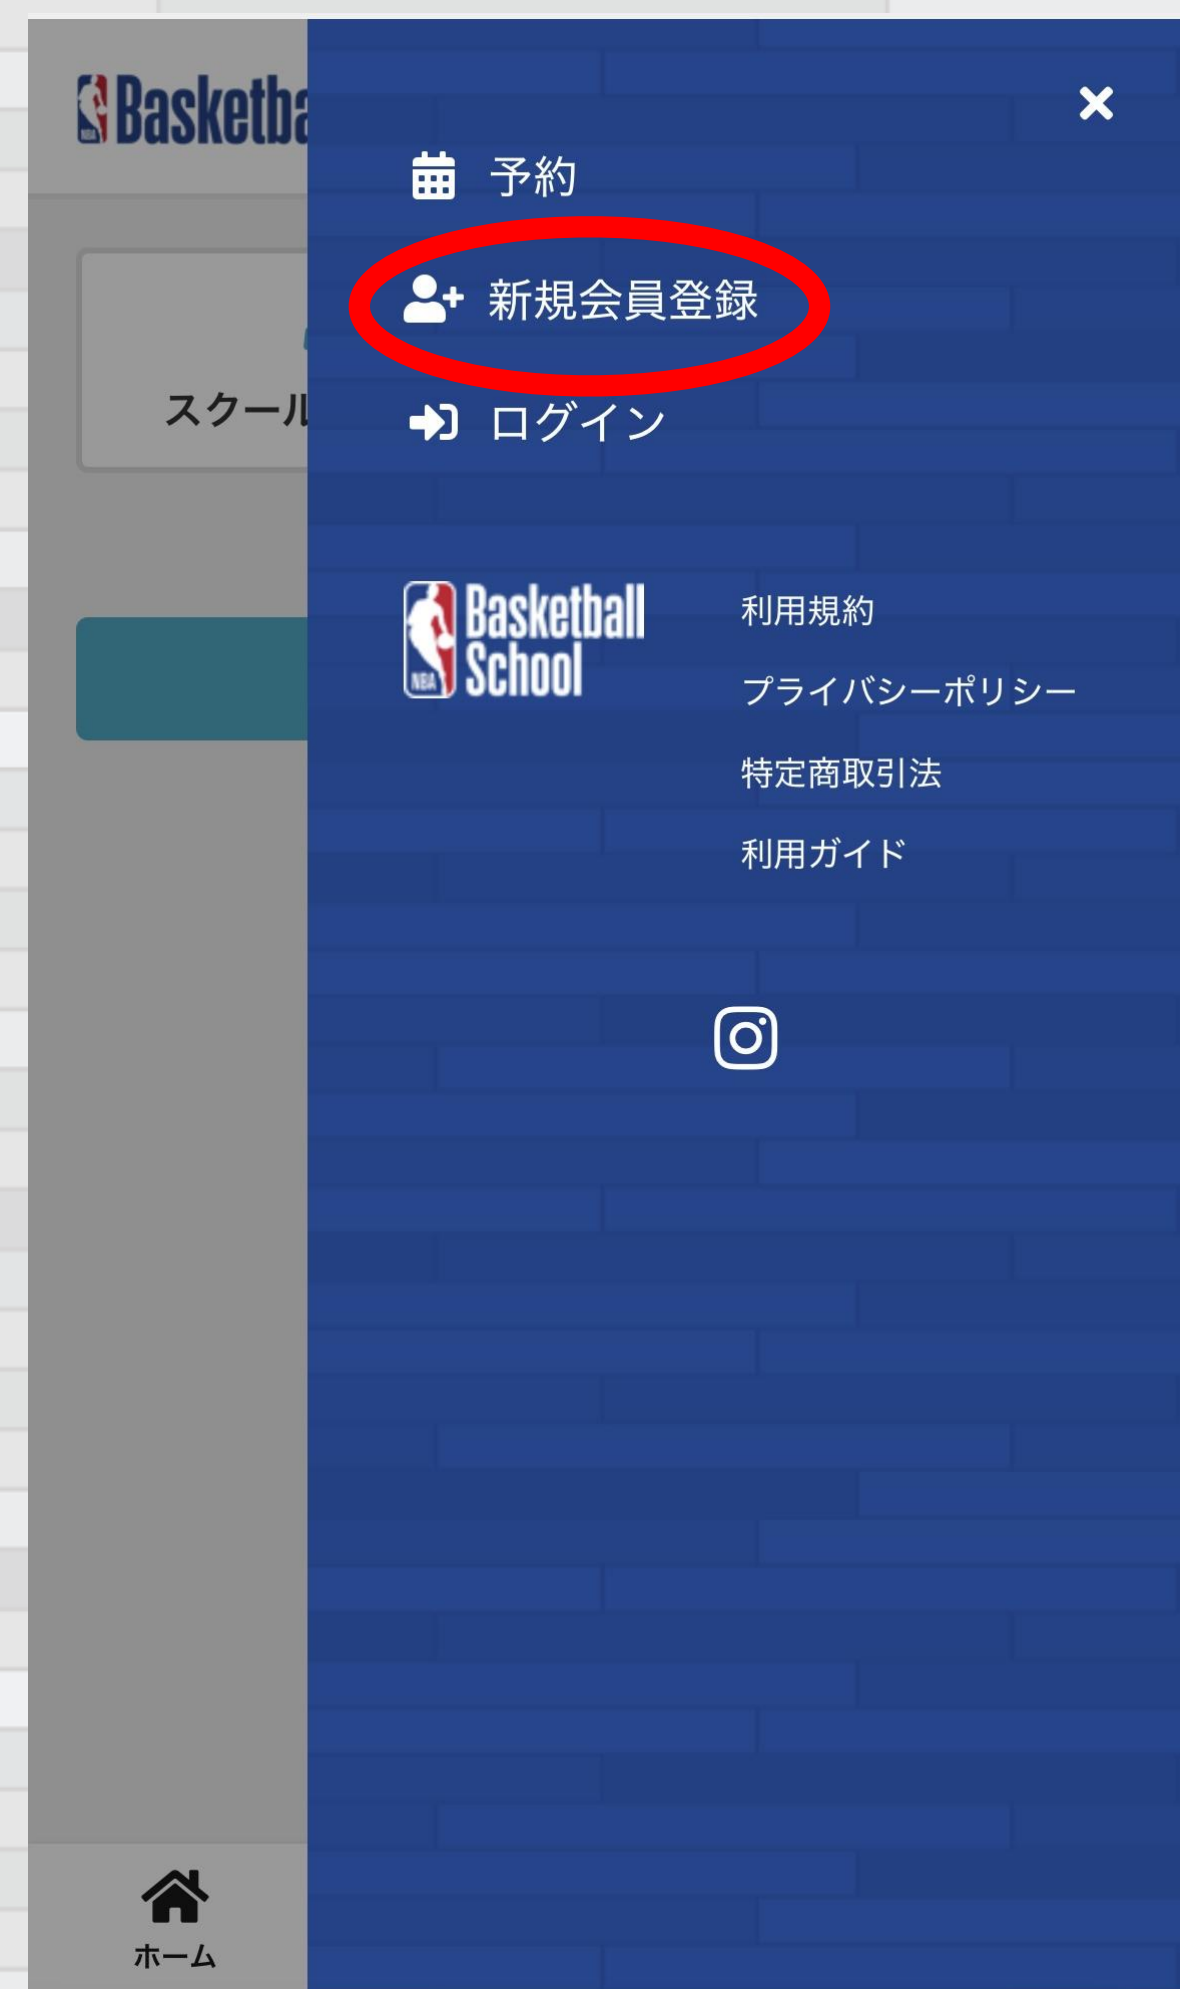 Basketba
予約
新規会員登録
スクール
ログイン
NBA
Basketball
School
利用規約
プライバシーポリシー
特定商取引法
利用ガイド
ホーム